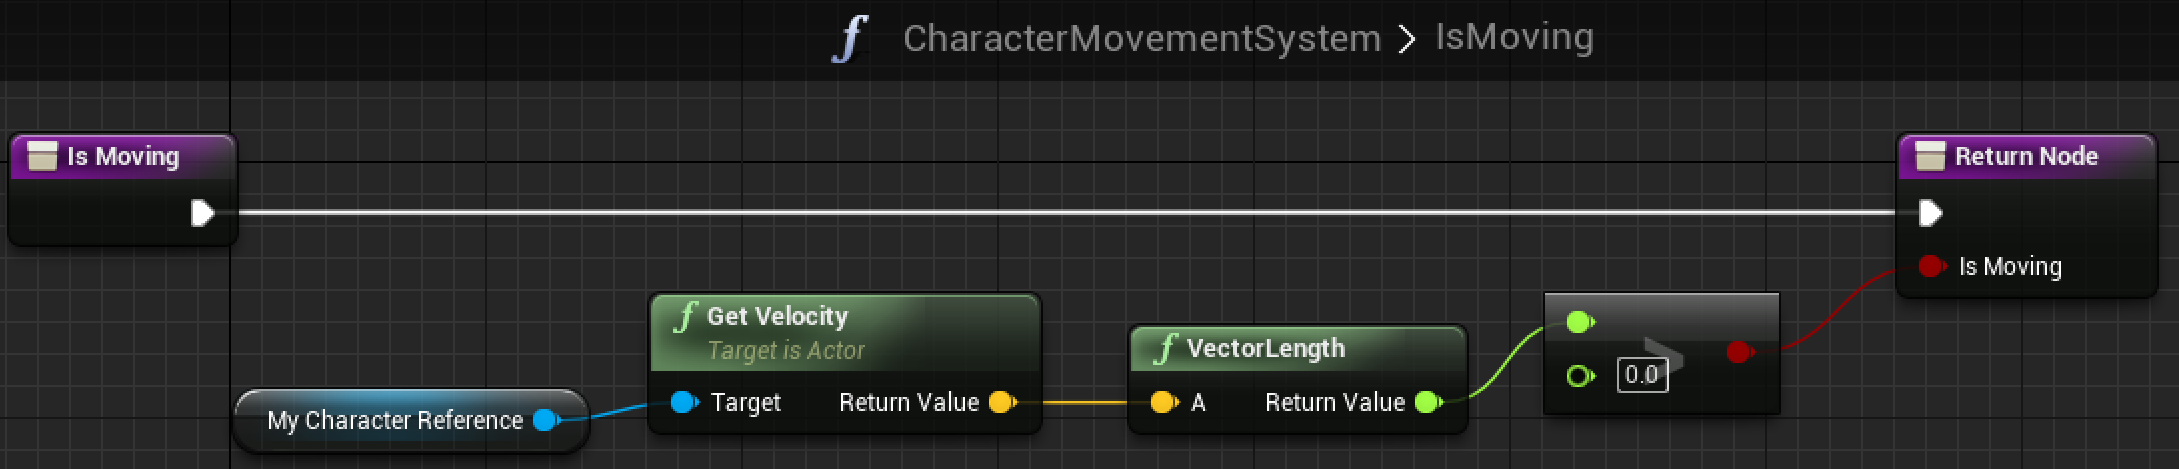 CharacterMovementSystem > IsMoving
Is Moving
Return Node
Is Moving
Get Velocity
Target is Actor
Target
Return Value
VectorLength
A
Return Value
>
0.0
My Character Reference